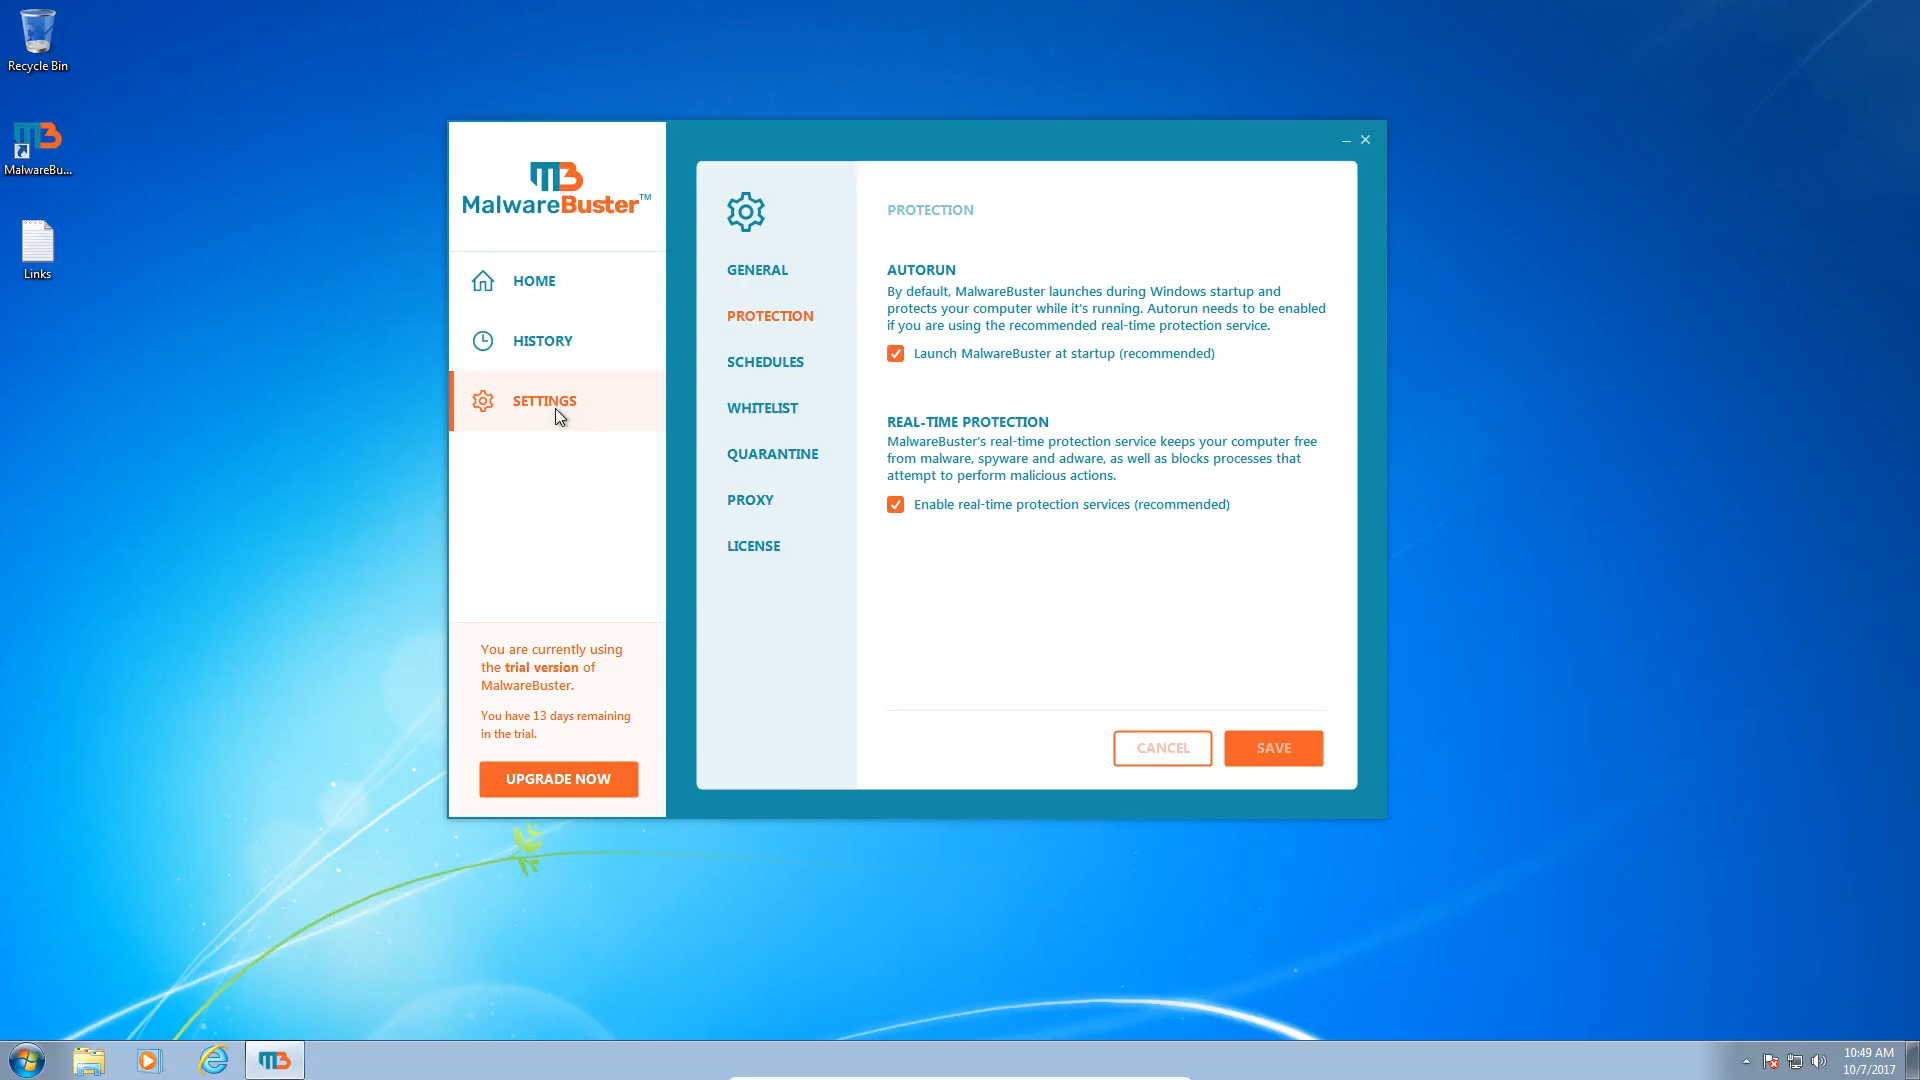 Recycle Bin
MalwareBu...
Links
MB
MalwareBuster™
HOME
HISTORY
SETTINGS
You are currently using
the trial version of
MalwareBuster.
You have 13 days remaining
in the trial.
UPGRADE NOW
GENERAL
PROTECTION
SCHEDULES
WHITELIST
QUARANTINE
PROXY
LICENSE
PROTECTION
AUTORUN
By default, MalwareBuster launches during Windows startup and
protects your computer while it's running. Autorun needs to be enabled
if you are using the recommended real-time protection service.
Launch MalwareBuster at startup (recommended)
REAL-TIME PROTECTION
MalwareBuster's real-time protection service keeps your computer free
from malware, spyware and adware, as well as blocks processes that
attempt to perform malicious actions.
Enable real-time protection services (recommended)
CANCEL
SAVE
10:49 AM
10/7/2017